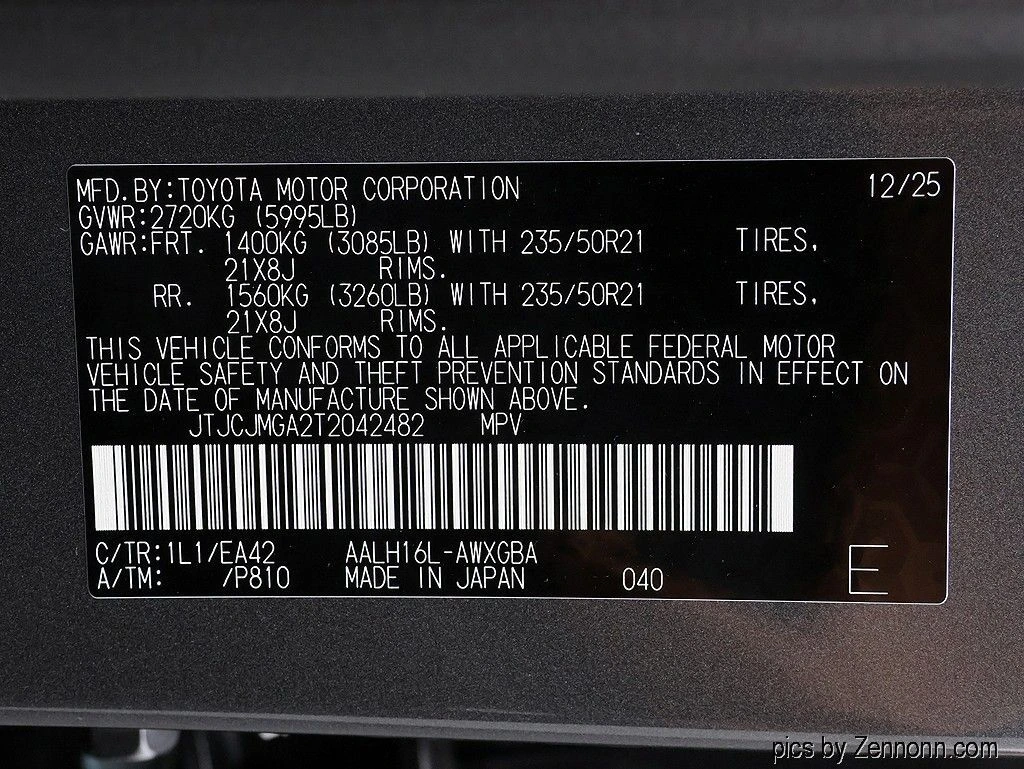 MFD.BY:TOYOTA MOTOR CORPORATION 12/25
GVWR:2720KG (5995LB)
GAWR:FRT. 1400KG (3085LB) WITH 235/50R21 TIRES,
21X8J RIMS.
RR. 1560KG (3260LB) WITH 235/50R21 TIRES,
21X8J RIMS.
THIS VEHICLE CONFORMS TO ALL APPLICABLE FEDERAL MOTOR
VEHICLE SAFETY AND THEFT PREVENTION STANDARDS IN EFFECT ON
THE DATE OF MANUFACTURE SHOWN ABOVE.
JTJCJMGA2T2042482 MPV
C/TR:1L1/EA42 AALH16L-AWXGBA
A/TM: /P810 MADE IN JAPAN 040 E
pics by Zennonn.com